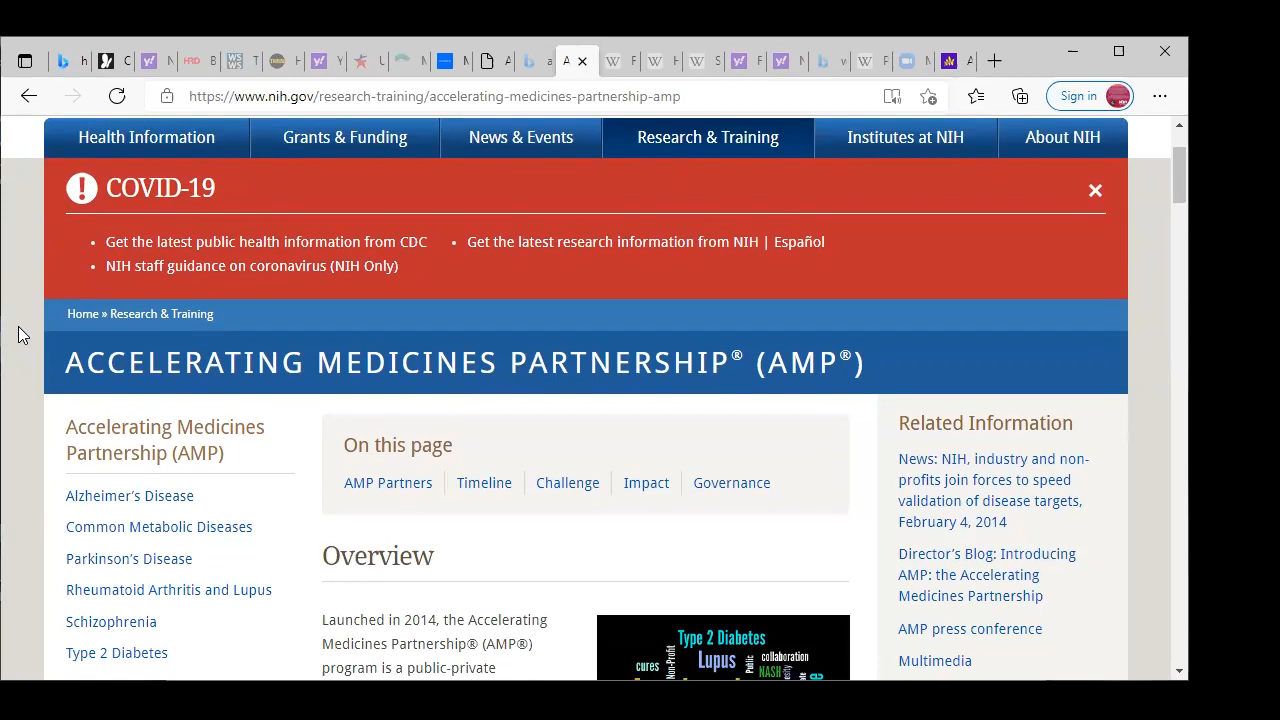 h
C
N
B
T
H
Y
U
M
M
A
a
A
F
H
S
F
N
v
F
M
A
https://www.nih.gov/research-training/accelerating-medicines-partnership-amp
Sign in
Health Information
Grants & Funding
News & Events
Research & Training
Institutes at NIH
About NIH
COVID-19
• Get the latest public health information from CDC
• Get the latest research information from NIH | Español
• NIH staff guidance on coronavirus (NIH Only)
Home » Research & Training
ACCELERATING MEDICINES PARTNERSHIP® (AMP®)
Accelerating Medicines
Partnership (AMP)
Alzheimer's Disease
Common Metabolic Diseases
Parkinson's Disease
Rheumatoid Arthritis and Lupus
Schizophrenia
Type 2 Diabetes
On this page
AMP Partners
Timeline
Challenge
Impact
Governance
Overview
Launched in 2014, the Accelerating
Medicines Partnership® (AMP®)
program is a public-private
Type 2 Diabetes
cures
Non-Profit
Lupus
Public
collaboration
NASH
Related Information
News: NIH, industry and non-
profits join forces to speed
validation of disease targets,
February 4, 2014
Director's Blog: Introducing
AMP: the Accelerating
Medicines Partnership
AMP press conference
Multimedia